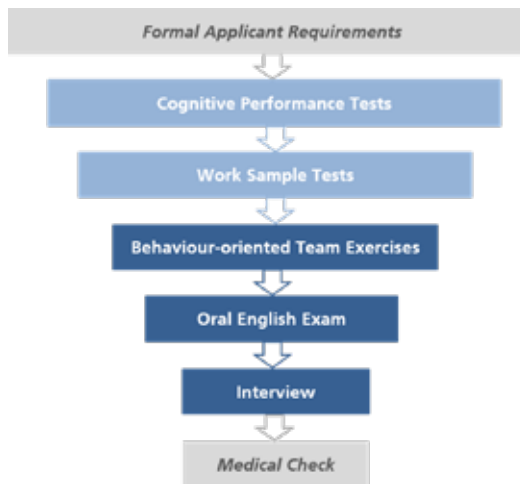 Formal Applicant Requirements
Cognitive Performance Tests
Work Sample Tests
Behaviour-oriented Team Exercises
Oral English Exam
Interview
Medical Check